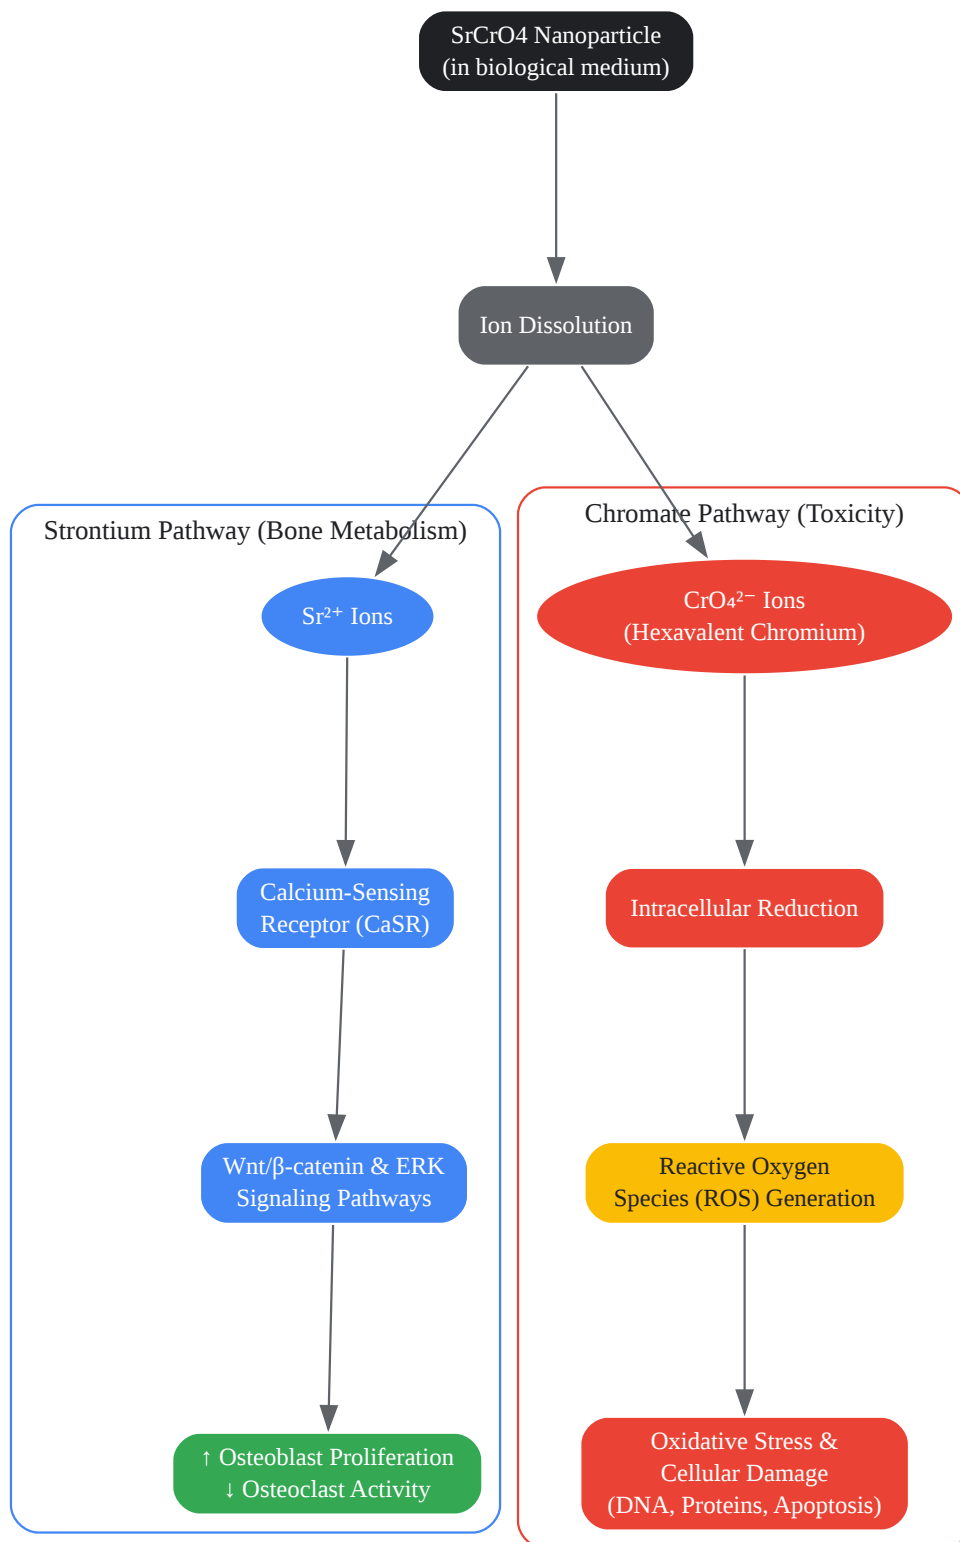 SrCrO4 Nanoparticle
(in biological medium)
Ion Dissolution
Strontium Pathway (Bone Metabolism)
Sr²⁺ Ions
Calcium-Sensing
Receptor (CaSR)
Wnt/β-catenin & ERK
Signaling Pathways
↑ Osteoblast Proliferation
↓ Osteoclast Activity
Chromate Pathway (Toxicity)
CrO₄²⁻ Ions
(Hexavalent Chromium)
Intracellular Reduction
Reactive Oxygen
Species (ROS) Generation
Oxidative Stress &
Cellular Damage
(DNA, Proteins, Apoptosis)